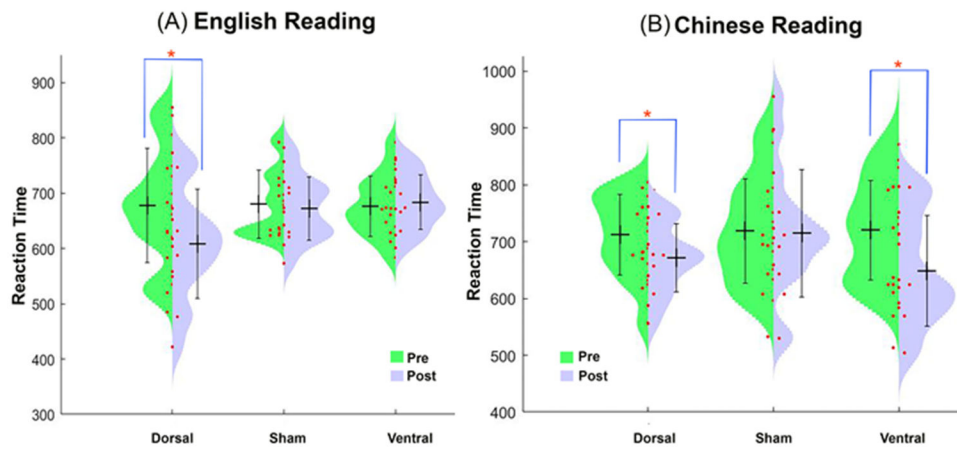 (A) English Reading
*
Reaction Time
900
800
700
600
500
400
300
Pre
Post
Dorsal Sham Ventral
(B) Chinese Reading
*
*
Reaction Time
1000
900
800
700
600
500
400
Pre
Post
Dorsal Sham Ventral